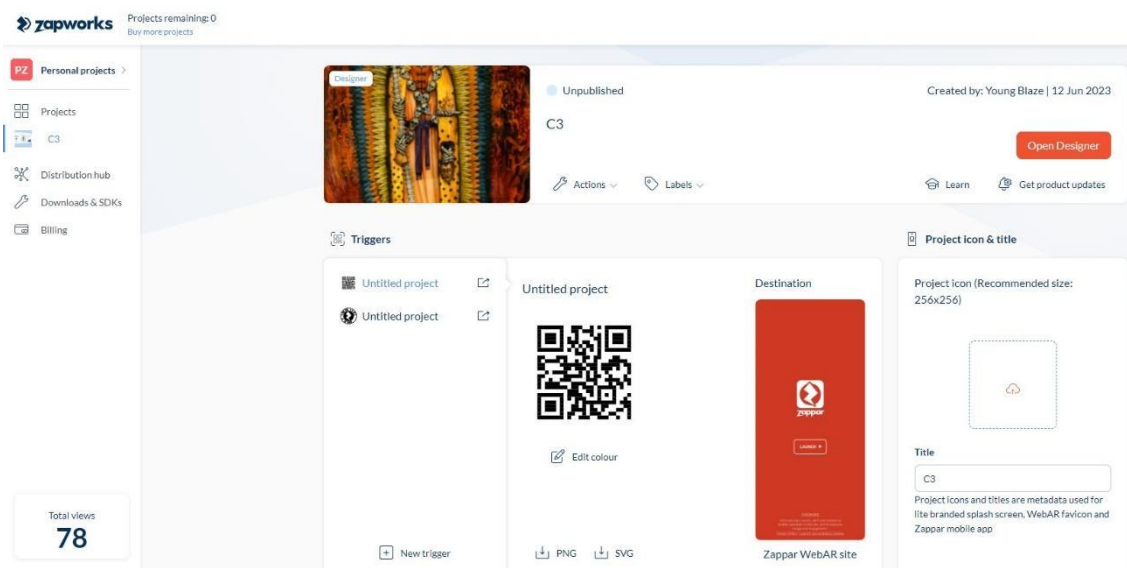 zapworks
Projects remaining: 0
Buy more projects
PZ Personal projects
Projects
C3
Distribution hub
Downloads & SDKs
Billing
Total views
78
Designer
Unpublished
Created by: Young Blaze | 12 Jun 2023
C3
Open Designer
Actions
Labels
Learn
Get product updates
Triggers
Untitled project
Untitled project
New trigger
Untitled project
Edit colour
PNG SVG
Destination
zappar
LAUNCH
Zappar WebAR site
Project icon & title
Project icon (Recommended size:
256x256)
Title
C3
Project icons and titles are metadata used for
lite branded splash screen, WebAR favicon and
Zappar mobile app